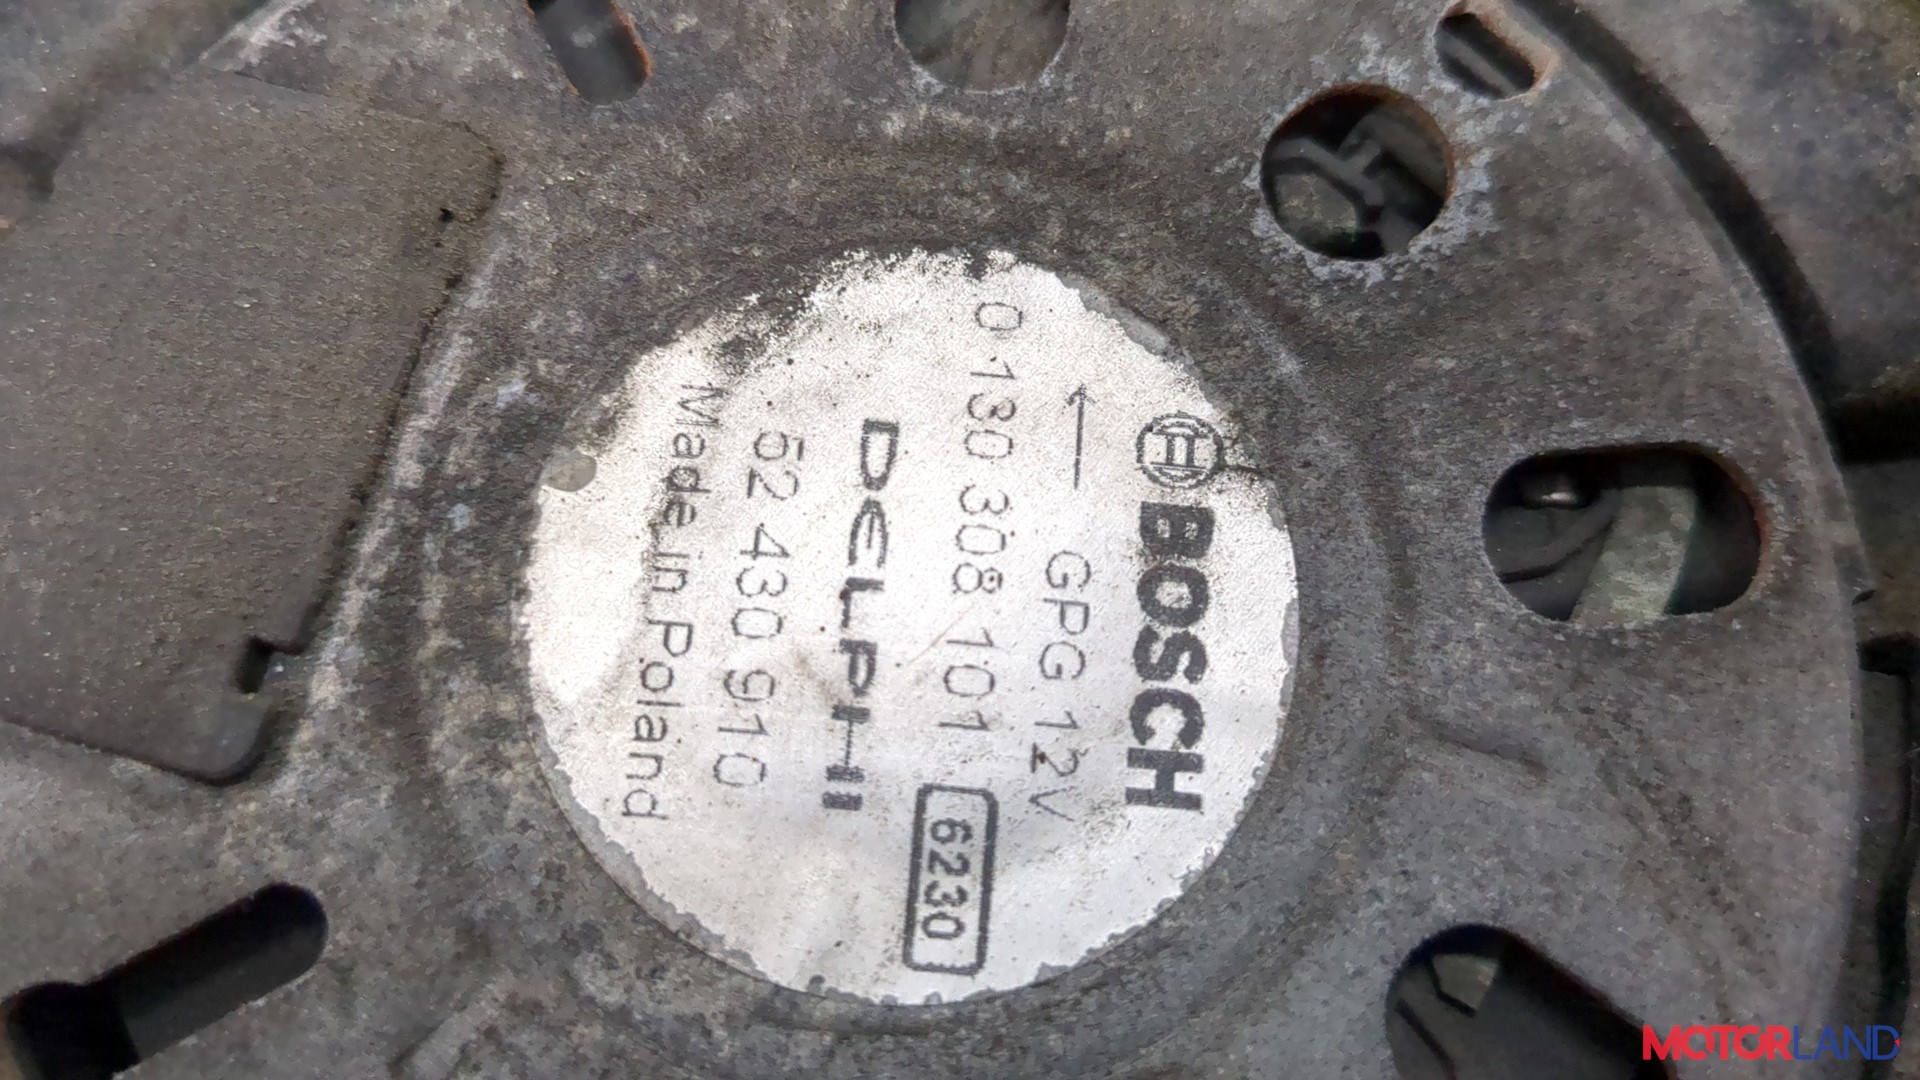 BOSCH
← GPG 12V
0 130 308 101 6230
DELPHI
52 430 910
Made in Poland
MOTORLAND